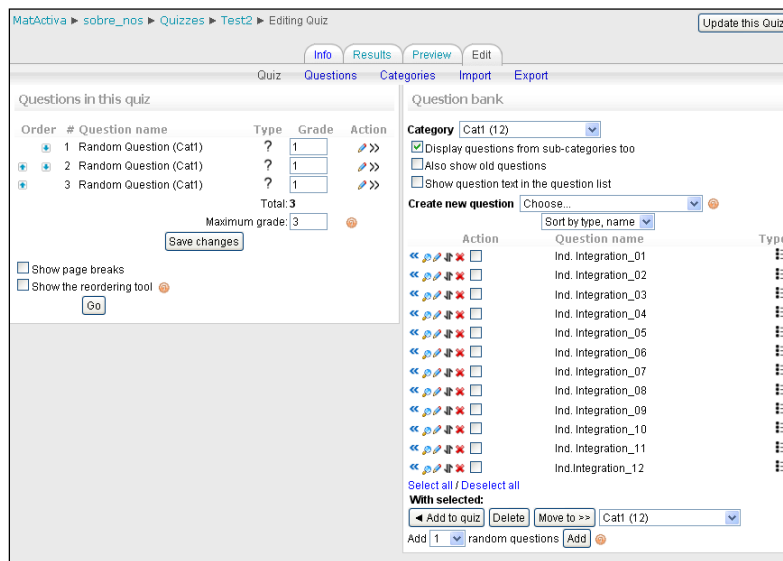 MatActiva ► sobre_nos ► Quizzes ► Test2 ► Editing Quiz
Update this Quiz
Info Results Preview Edit
Quiz Questions Categories Import Export
Questions in this quiz
Order # Question name Type Grade Action
1 Random Question (Cat1) ? 1 >>
2 Random Question (Cat1) ? 1 >>
3 Random Question (Cat1) ? 1 >>
Total: 3
Maximum grade: 3
Save changes
Show page breaks
Show the reordering tool
Go
Question bank
Category Cat1 (12)
Display questions from sub-categories too
Also show old questions
Show question text in the question list
Create new question Choose...
Sort by type, name
Action Question name Type
Ind. Integration_01
Ind. Integration_02
Ind. Integration_03
Ind. Integration_04
Ind. Integration_05
Ind. Integration_06
Ind. Integration_07
Ind. Integration_08
Ind. Integration_09
Ind. Integration_10
Ind. Integration_11
Ind.Integration_12
Select all / Deselect all
With selected:
◄ Add to quiz Delete Move to >> Cat1 (12)
Add 1 random questions Add